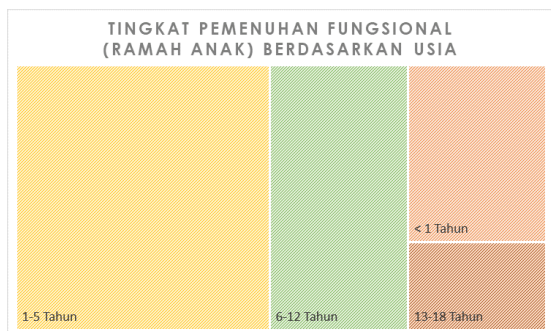 TINGKAT PEMENUHAN FUNGSIONAL
(RAMAH ANAK) BERDASARKAN USIA
< 1 Tahun
1-5 Tahun
6-12 Tahun
13-18 Tahun